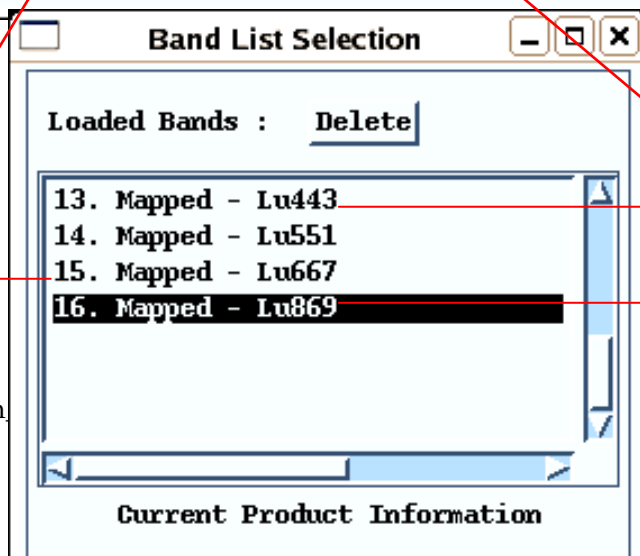 Band List Selection
Loaded Bands : Delete
13. Mapped - Lu443
14. Mapped - Lu551
15. Mapped - Lu667
16. Mapped - Lu869
Current Product Information